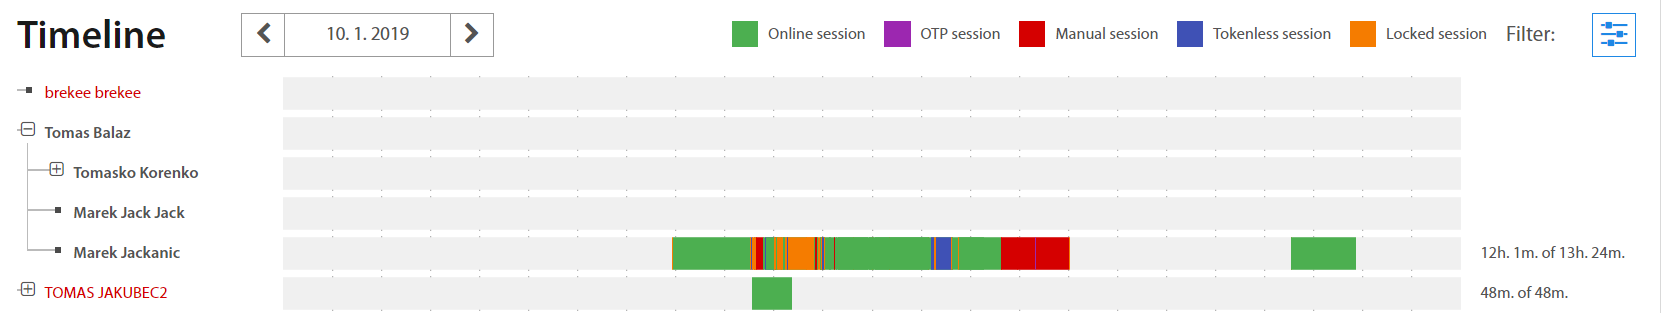 Timeline
10. 1. 2019
Online session
OTP session
Manual session
Tokenless session
Locked session
Filter:
brekee brekee
Tomas Balaz
Tomasko Korenko
Marek Jack Jack
Marek Jackanic
12h. 1m. of 13h. 24m.
TOMAS JAKUBEC2
48m. of 48m.